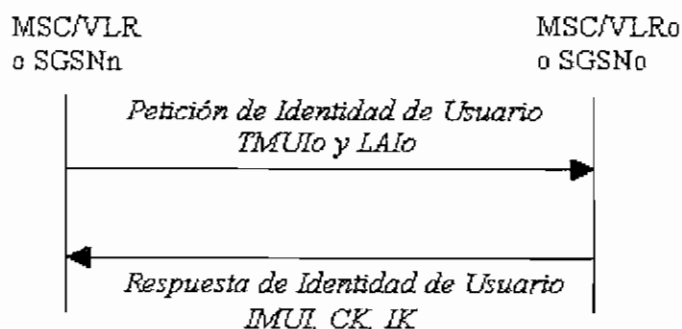 MSC/VLR
o SGSNn
MSC/VLRo
o SGSNo
Petición de Identidad de Usuario
TMUIo y LAIo
Respuesta de Identidad de Usuario
IMUI, CK, IK